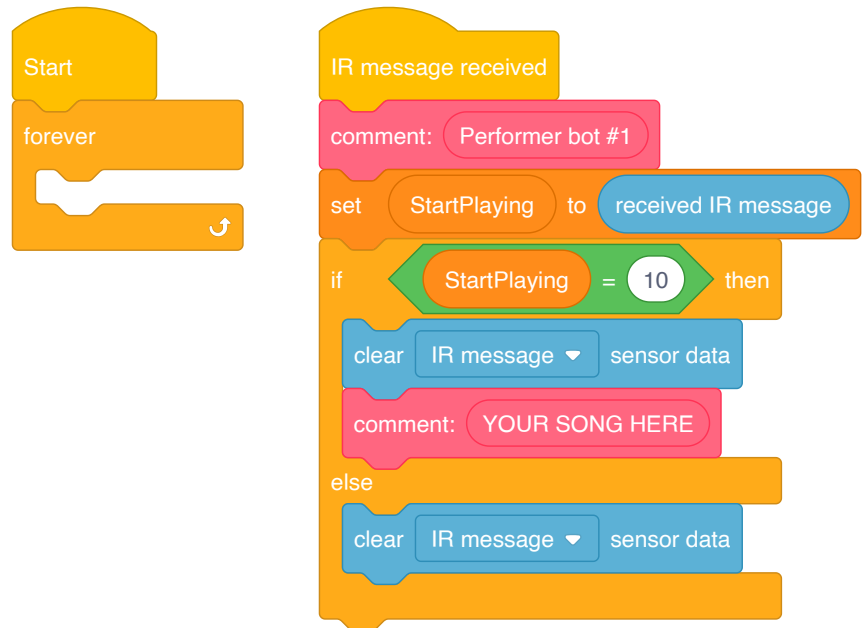 Start
forever
IR message received
comment: Performer bot #1
set StartPlaying to received IR message
if StartPlaying = 10 then
clear IR message sensor data
comment: YOUR SONG HERE
else
clear IR message sensor data